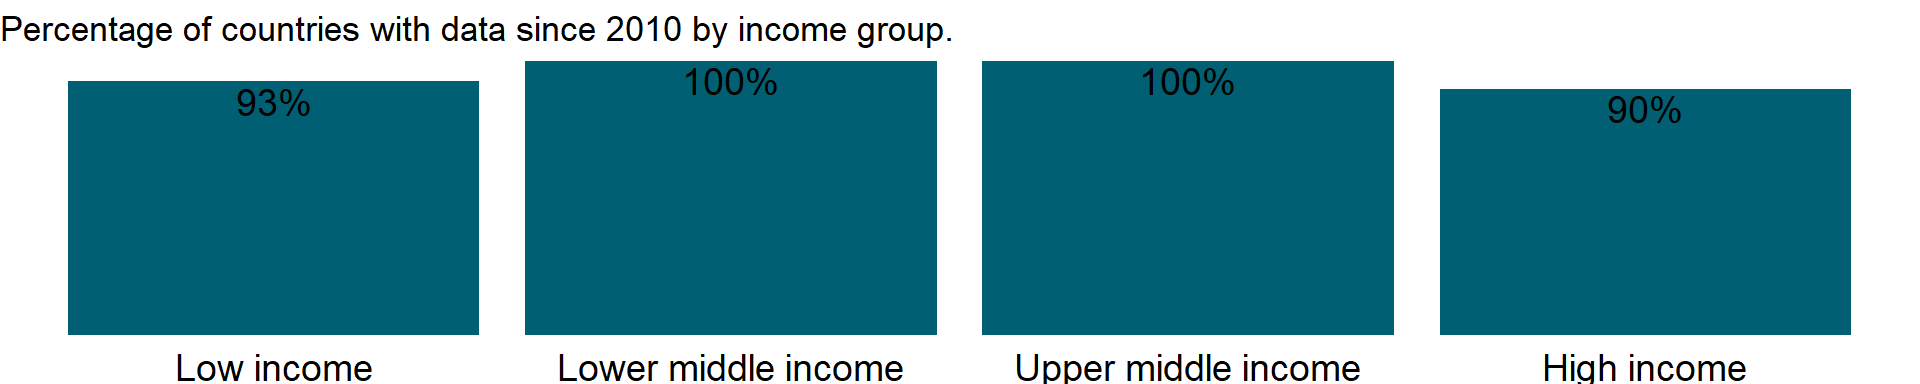 Percentage of countries with data since 2010 by income group.
93%
100%
100%
90%
Low income
Lower middle income
Upper middle income
High income